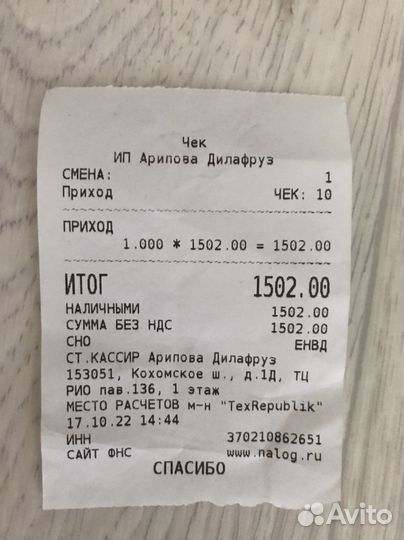 Чек
ИП Арипова Дилафруз
СМЕНА: 1
Приход ЧЕК: 10
ПРИХОД
1.000 * 1502.00 = 1502.00
ИТОГ 1502.00
НАЛИЧНЫМИ 1502.00
СУММА БЕЗ НДС 1502.00
СНО ЕНВД
СТ.КАССИР Арипова Дилафруз
153051, Кохомское ш., д.1Д, ТЦ
РИО пав.136, 1 этаж
МЕСТО РАСЧЕТОВ м-н "TexRepublik"
17.10.22 14:44
ИНН 370210862651
САЙТ ФНС www.nalog.ru
СПАСИБО
Avito